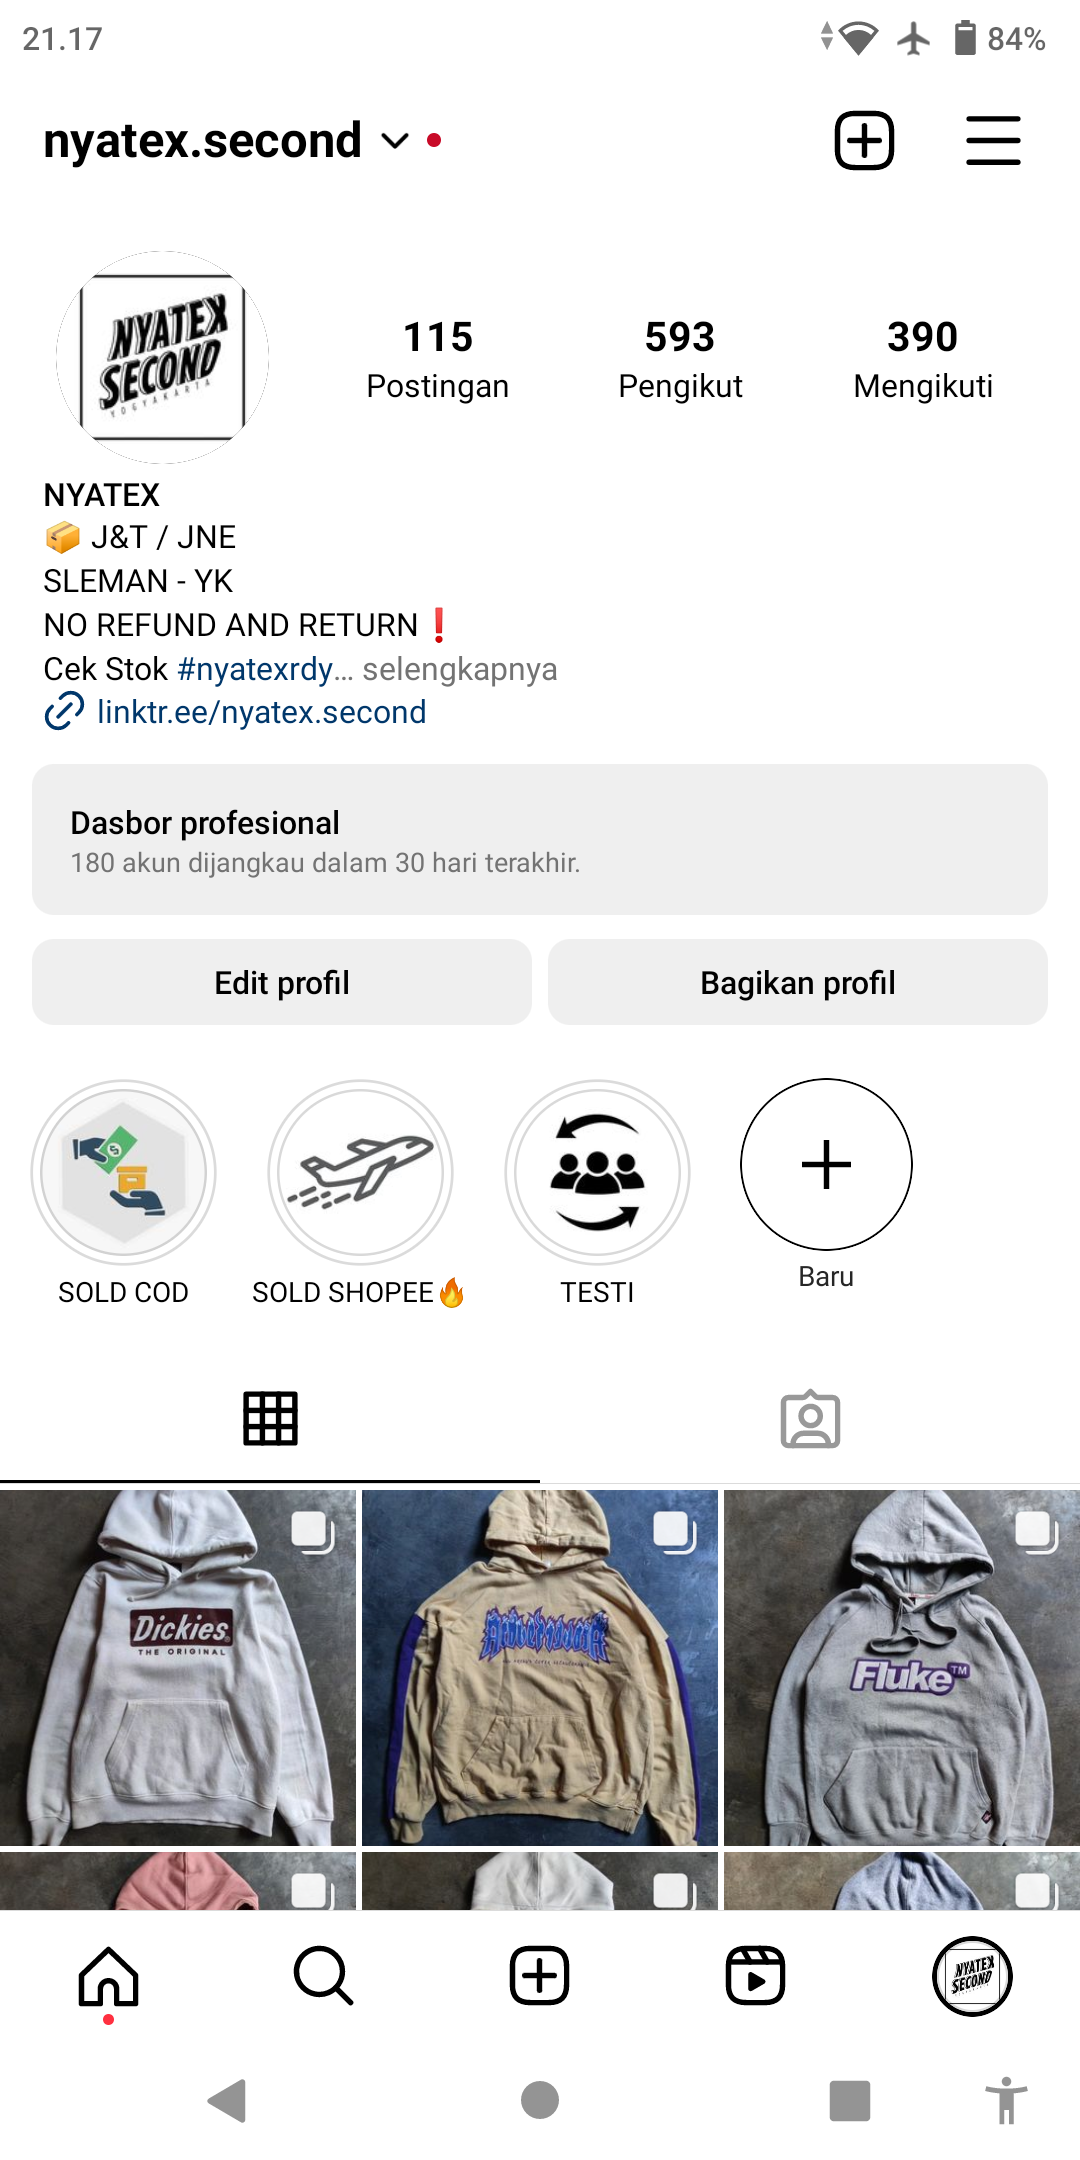 21.17
84%
nyatex.second
NYATEX
SECOND
YOGYAKARTA
115
593
390
Postingan
Pengikut
Mengikuti
NYATEX
📦 J&T / JNE
SLEMAN - YK
NO REFUND AND RETURN❗
Cek Stok #nyatexrdy... selengkapnya
linktr.ee/nyatex.second
Dasbor profesional
180 akun dijangkau dalam 30 hari terakhir.
Edit profil
Bagikan profil
SOLD COD
SOLD SHOPEE🔥
TESTI
Baru
Dickies
THE ORIGINAL
Fluke™
NYATEX
SECOND